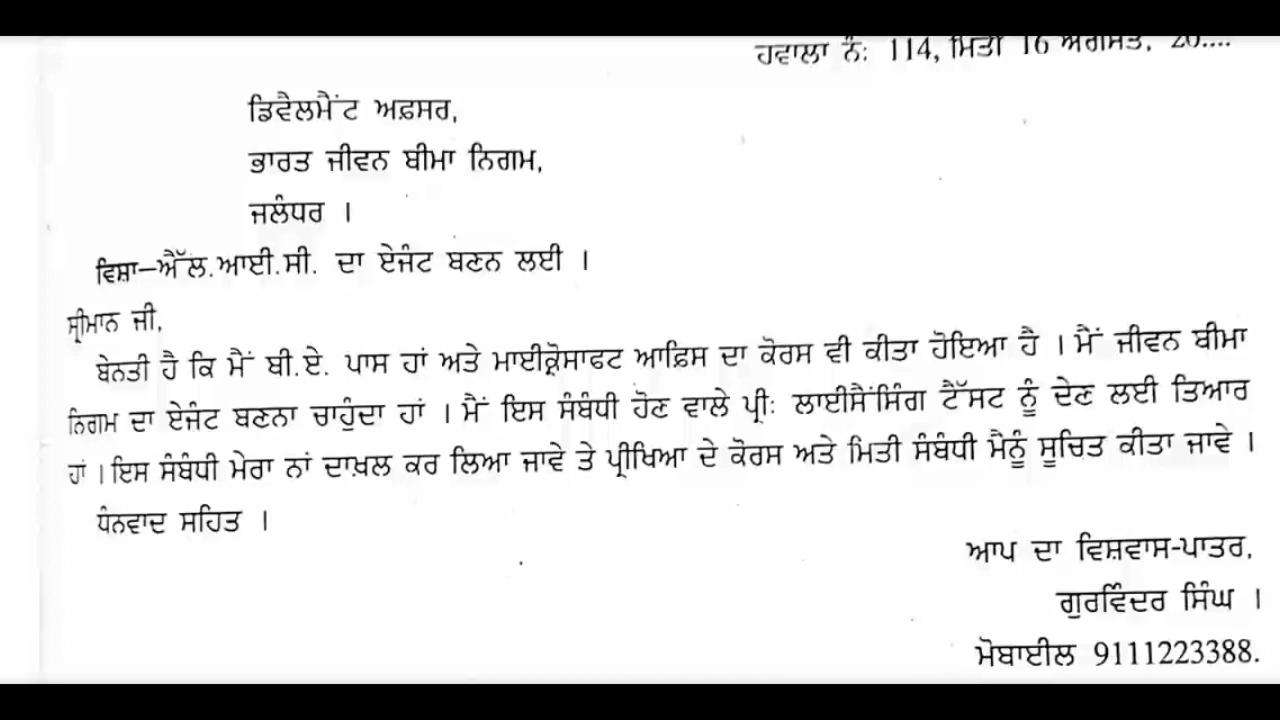 ਹਵਾਲਾ ਨੰ: 114, ਮਿਤੀ 16 ਅਗਸਤ, 20....
ਡਿਵੈਲਮੈਂਟ ਅਫ਼ਸਰ,
ਭਾਰਤ ਜੀਵਨ ਬੀਮਾ ਨਿਗਮ,
ਜਲੰਧਰ ।
ਵਿਸ਼ਾ–ਐੱਲ.ਆਈ.ਸੀ. ਦਾ ਏਜੰਟ ਬਣਨ ਲਈ ।
ਸ੍ਰੀਮਾਨ ਜੀ,
ਬੇਨਤੀ ਹੈ ਕਿ ਮੈਂ ਬੀ.ਏ. ਪਾਸ ਹਾਂ ਅਤੇ ਮਾਈਕ੍ਰੋਸਾਫਟ ਆਫ਼ਿਸ ਦਾ ਕੋਰਸ ਵੀ ਕੀਤਾ ਹੋਇਆ ਹੈ । ਮੈਂ ਜੀਵਨ ਬੀਮਾ
ਨਿਗਮ ਦਾ ਏਜੰਟ ਬਣਨਾ ਚਾਹੁੰਦਾ ਹਾਂ । ਮੈਂ ਇਸ ਸੰਬੰਧੀ ਹੋਣ ਵਾਲੇ ਪ੍ਰੀ: ਲਾਈਸੈਂਸਿੰਗ ਟੈੱਸਟ ਨੂੰ ਦੇਣ ਲਈ ਤਿਆਰ
ਹਾਂ । ਇਸ ਸੰਬੰਧੀ ਮੇਰਾ ਨਾਂ ਦਾਖ਼ਲ ਕਰ ਲਿਆ ਜਾਵੇ ਤੇ ਪ੍ਰੀਖਿਆ ਦੇ ਕੋਰਸ ਅਤੇ ਮਿਤੀ ਸੰਬੰਧੀ ਮੈਨੂੰ ਸੂਚਿਤ ਕੀਤਾ ਜਾਵੇ ।
ਧੰਨਵਾਦ ਸਹਿਤ ।
ਆਪ ਦਾ ਵਿਸ਼ਵਾਸ-ਪਾਤਰ,
ਗੁਰਵਿੰਦਰ ਸਿੰਘ ।
ਮੋਬਾਈਲ 9111223388.